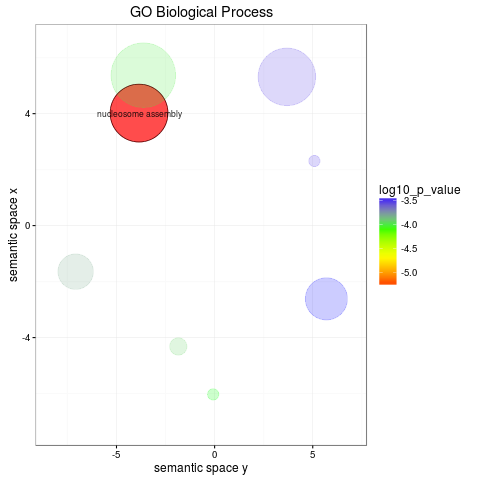 GO Biological Process
nucleosome assembly
semantic space x
4
0
-4
-5
0
5
semantic space y
log10_p_value
-3.5
-4.0
-4.5
-5.0